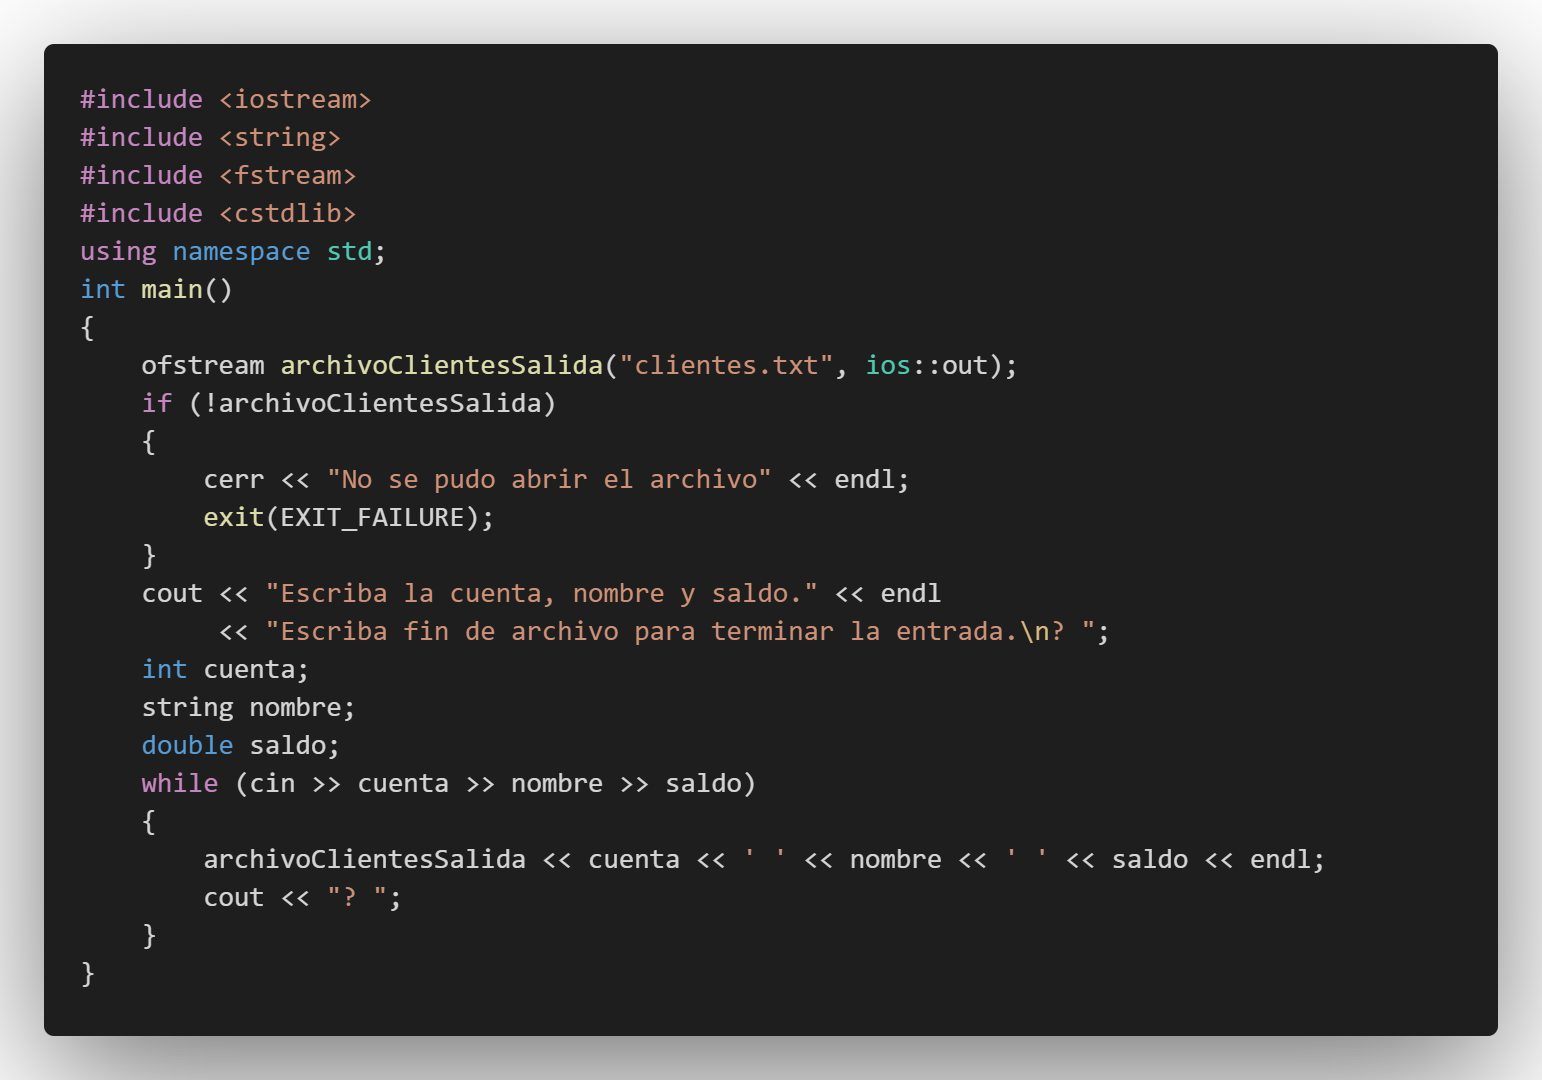 #include <iostream>
#include <string>
#include <fstream>
#include <cstdlib>
using namespace std;
int main()
{
    ofstream archivoClientesSalida("clientes.txt", ios::out);
    if (!archivoClientesSalida)
    {
        cerr << "No se pudo abrir el archivo" << endl;
        exit(EXIT_FAILURE);
    }
    cout << "Escriba la cuenta, nombre y saldo." << endl
         << "Escriba fin de archivo para terminar la entrada.\n? ";
    int cuenta;
    string nombre;
    double saldo;
    while (cin >> cuenta >> nombre >> saldo)
    {
        archivoClientesSalida << cuenta << ' ' << nombre << ' ' << saldo << endl;
        cout << "? ";
    }
}